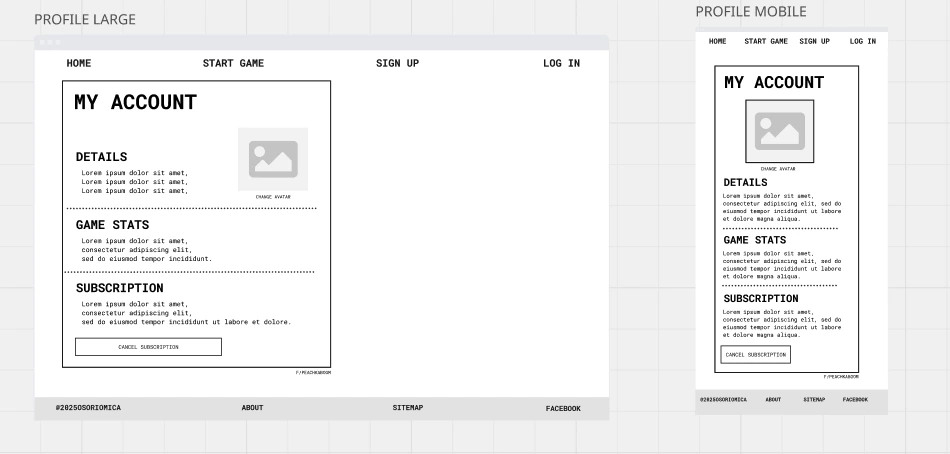 PROFILE LARGE
HOME START GAME SIGN UP LOG IN
MY ACCOUNT
DETAILS
Lorem ipsum dolor sit amet,
Lorem ipsum dolor sit amet,
Lorem ipsum dolor sit amet,
CHANGE AVATAR
GAME STATS
Lorem ipsum dolor sit amet,
consectetur adipiscing elit,
sed do eiusmod tempor incididunt.
SUBSCRIPTION
Lorem ipsum dolor sit amet,
consectetur adipiscing elit,
sed do eiusmod tempor incididunt ut labore et dolore.
CANCEL SUBSCRIPTION
F/PEACHKABOOM
@2025OSORIOMICA ABOUT SITEMAP FACEBOOK
PROFILE MOBILE
HOME START GAME SIGN UP LOG IN
MY ACCOUNT
CHANGE AVATAR
DETAILS
Lorem ipsum dolor sit amet,
consectetur adipiscing elit, sed do
eiusmod tempor incididunt ut labore
et dolore magna aliqua.
GAME STATS
Lorem ipsum dolor sit amet,
consectetur adipiscing elit, sed do
eiusmod tempor incididunt ut labore
et dolore magna aliqua.
SUBSCRIPTION
Lorem ipsum dolor sit amet,
consectetur adipiscing elit, sed do
eiusmod tempor incididunt ut labore
et dolore magna aliqua.
CANCEL SUBSCRIPTION
F/PEACHKABOOM
@2025OSORIOMICA ABOUT SITEMAP FACEBOOK